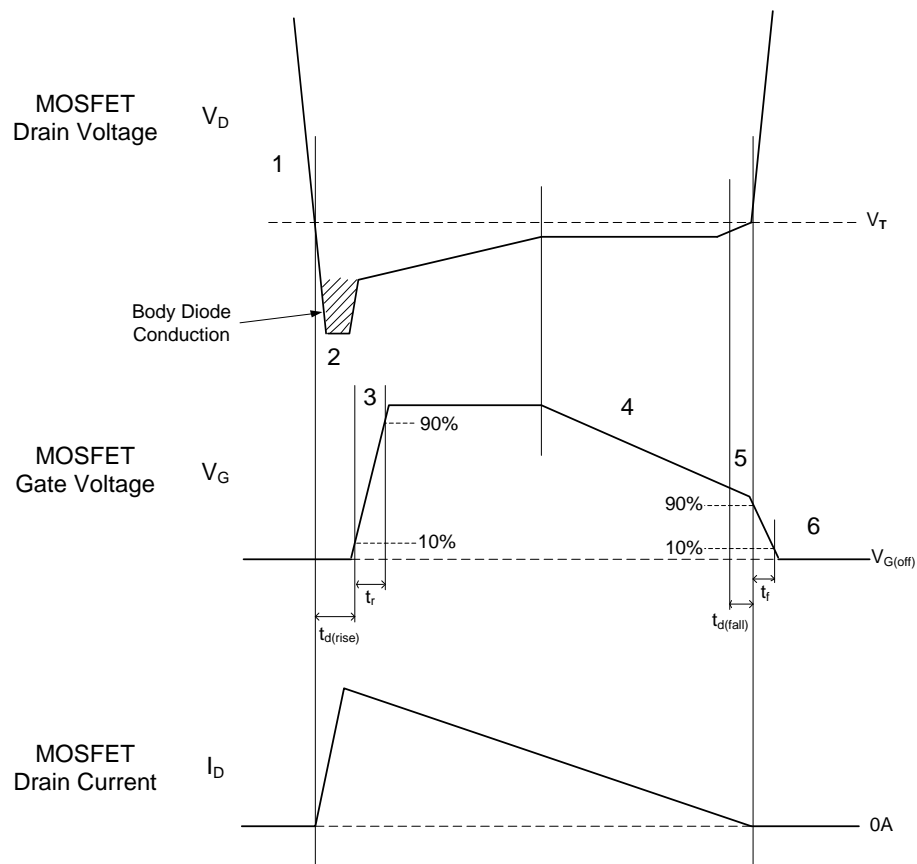 MOSFET
Drain Voltage
V_D
1
V_T
Body Diode
Conduction
2
3
4
90%
5
MOSFET
Gate Voltage
V_G
90%
6
10%
10%
V_G(off)
t_r
t_f
t_d(rise)
t_d(fall)
MOSFET
Drain Current
I_D
0A